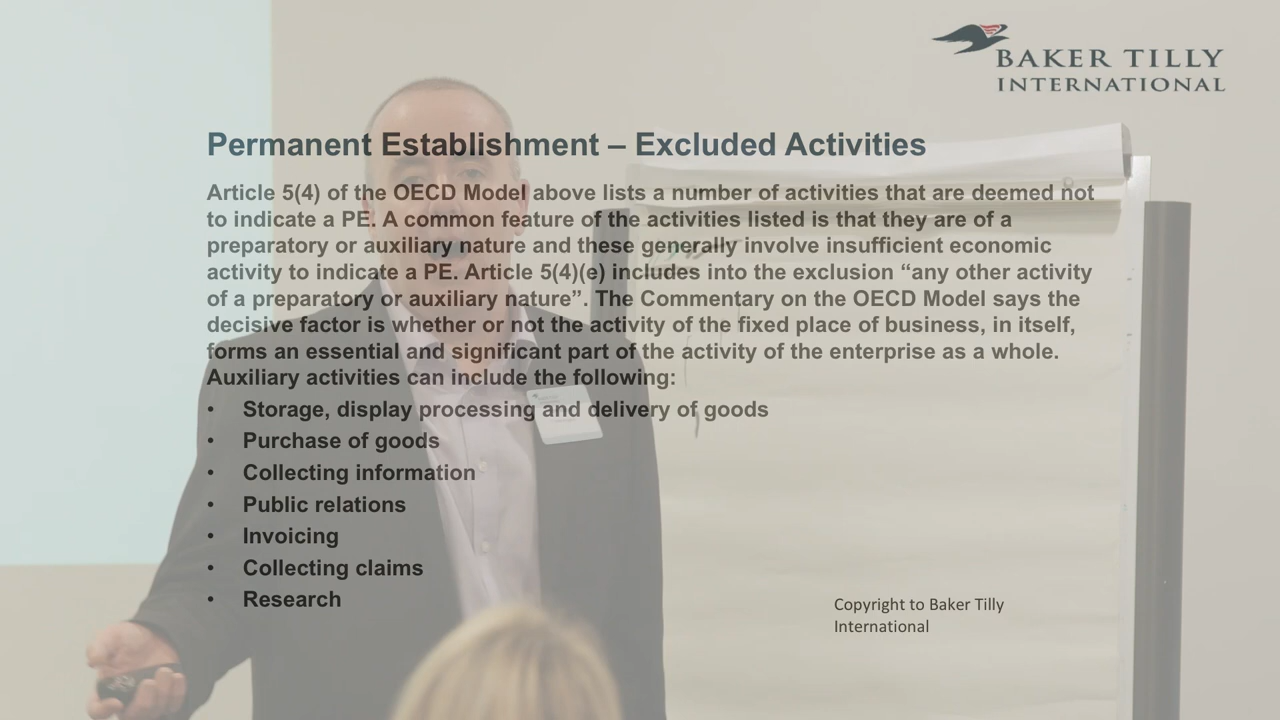 BAKER TILLY
INTERNATIONAL
Permanent Establishment – Excluded Activities
Article 5(4) of the OECD Model above lists a number of activities that are deemed not
to indicate a PE. A common feature of the activities listed is that they are of a
preparatory or auxiliary nature and these generally involve insufficient economic
activity to indicate a PE. Article 5(4)(e) includes into the exclusion “any other activity
of a preparatory or auxiliary nature”. The Commentary on the OECD Model says the
decisive factor is whether or not the activity of the fixed place of business, in itself,
forms an essential and significant part of the activity of the enterprise as a whole.
Auxiliary activities can include the following:
• Storage, display processing and delivery of goods
• Purchase of goods
• Collecting information
• Public relations
• Invoicing
• Collecting claims
• Research
Copyright to Baker Tilly
International